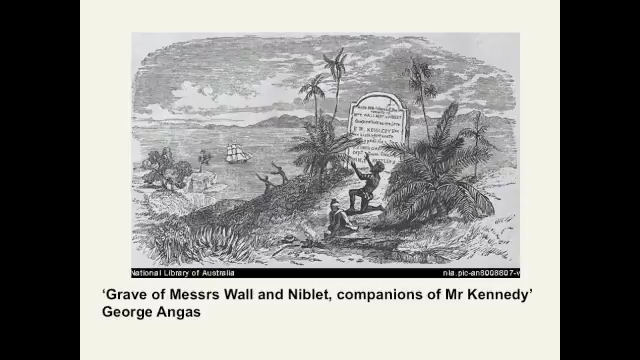 E. B. KENNEDY
National Library of Australia
nla.pic-an8008607-v
‘Grave of Messrs Wall and Niblet, companions of Mr Kennedy’
George Angas